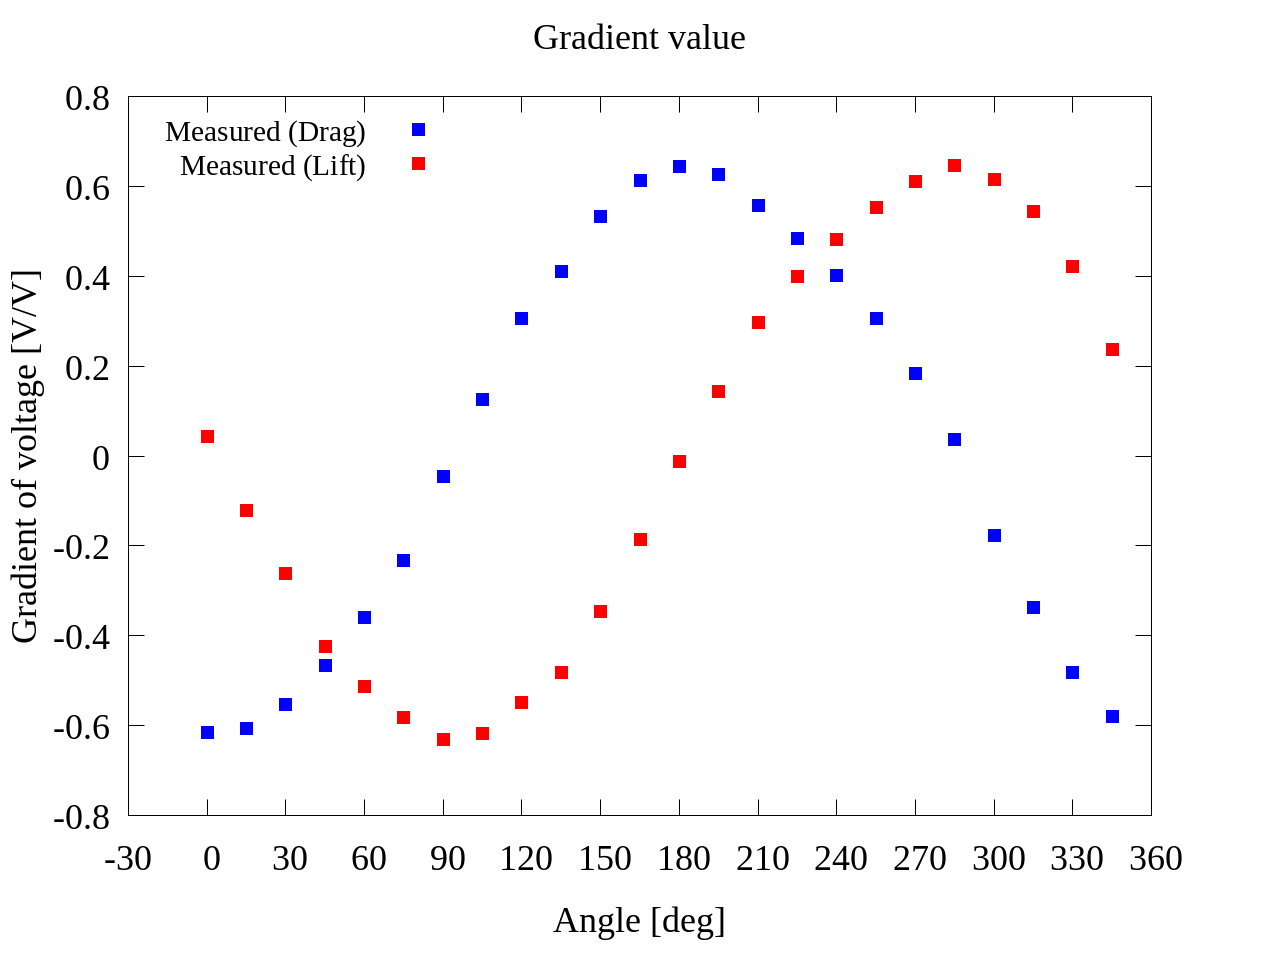 Gradient value
0.8
0.6
0.4
0.2
0
-0.2
-0.4
-0.6
-0.8
Gradient of voltage [V/V]
Measured (Drag)
Measured (Lift)
-30 0 30 60 90 120 150 180 210 240 270 300 330 360
Angle [deg]